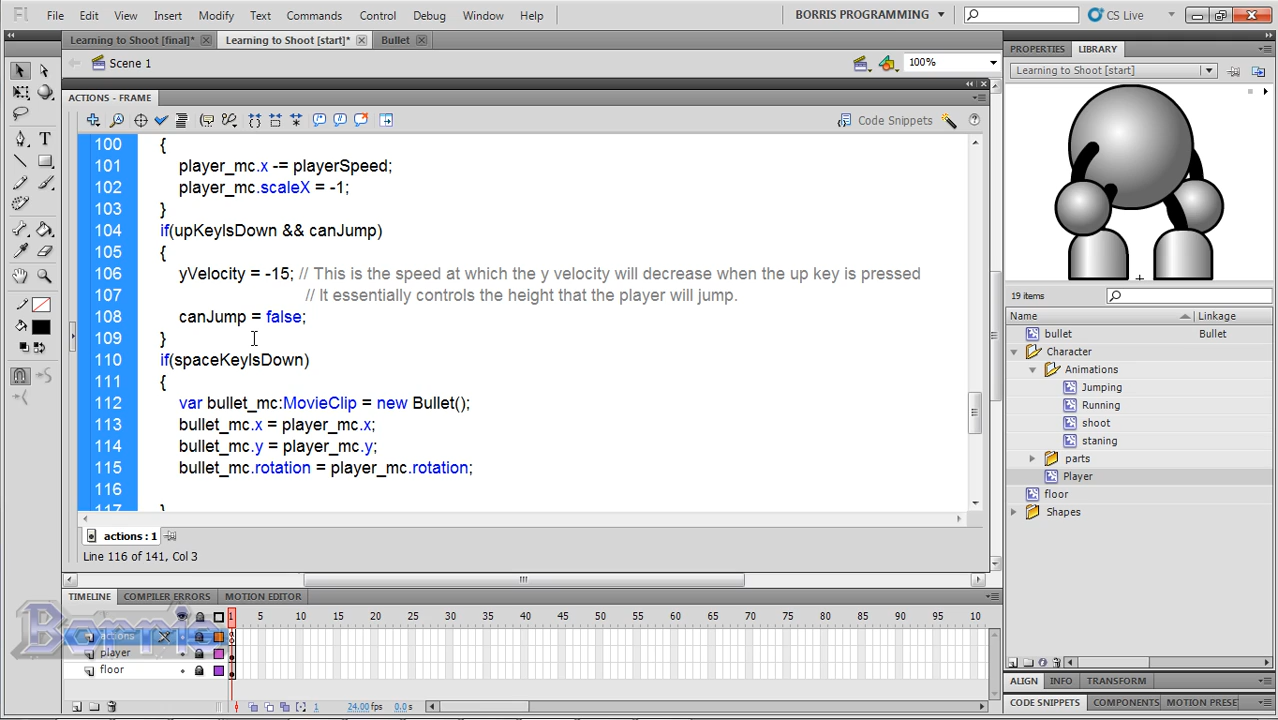 File Edit View Insert Modify Text Commands Control Debug Window Help BORRIS PROGRAMMING CS Live
Learning to Shoot [final]* Learning to Shoot [start]* Bullet
Scene 1 100%
ACTIONS - FRAME
Code Snippets
100 {
101 player_mc.x -= playerSpeed;
102 player_mc.scaleX = -1;
103 }
104 if(upKeyIsDown && canJump)
105 {
106 yVelocity = -15; // This is the speed at which the y velocity will decrease when the up key is pressed
107 // It essentially controls the height that the player will jump.
108 canJump = false;
109 }
110 if(spaceKeyIsDown)
111 {
112 var bullet_mc:MovieClip = new Bullet();
113 bullet_mc.x = player_mc.x;
114 bullet_mc.y = player_mc.y;
115 bullet_mc.rotation = player_mc.rotation;
116
117 }
actions : 1
Line 116 of 141, Col 3
TIMELINE COMPILER ERRORS MOTION EDITOR
1 5 10 15 20 25 30 35 40 45 50 55 60 65 70 75 80 85 90 95 10
actions
player
floor
1 24.00 fps 0.0 s
Borris
PROPERTIES LIBRARY
Learning to Shoot [start]
19 items
Name Linkage
bullet Bullet
Character
Animations
Jumping
Running
shoot
staning
parts
Player
floor
Shapes
ALIGN INFO TRANSFORM
CODE SNIPPETS COMPONENTS MOTION PRESE